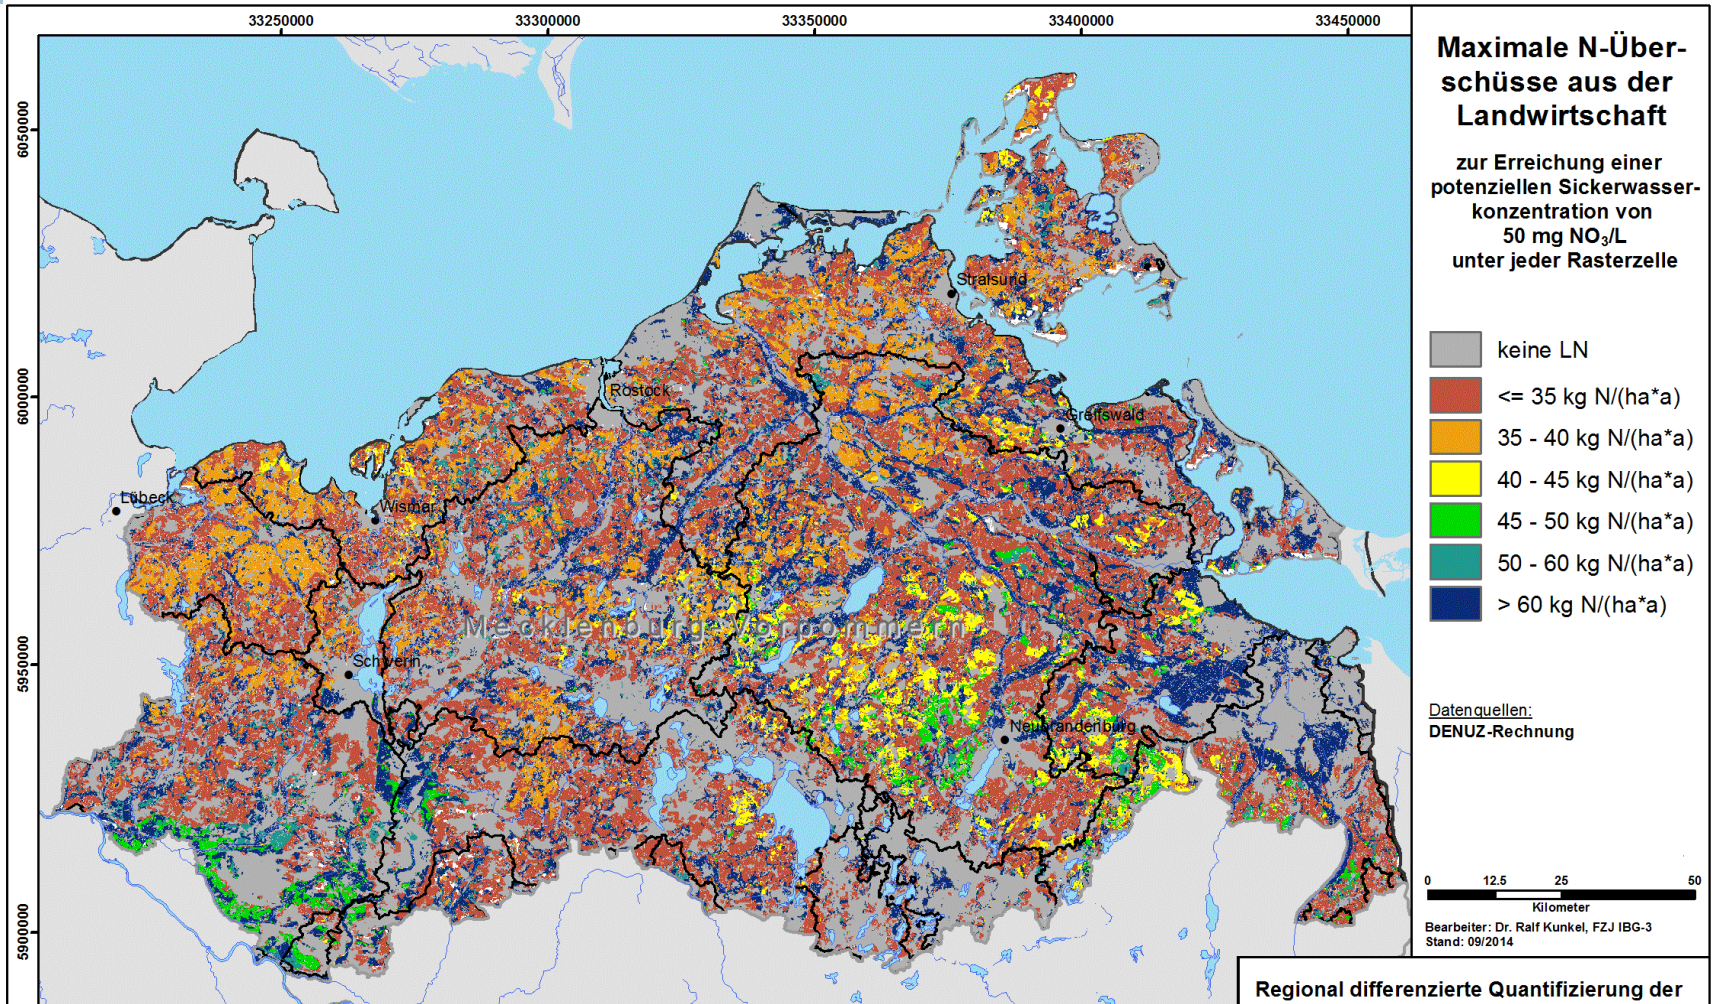 33250000
33300000
33350000
33400000
33450000
6050000
6000000
5950000
5900000
Stralsund
Rostock
Greifswald
Lübeck
Wismar
Mecklenburg-Vorpommern
Schwerin
Neubrandenburg
Maximale N-Über-
schüsse aus der
Landwirtschaft
zur Erreichung einer
potenziellen Sickerwasser-
konzentration von
50 mg NO₃/L
unter jeder Rasterzelle
keine LN
<= 35 kg N/(ha*a)
35 - 40 kg N/(ha*a)
40 - 45 kg N/(ha*a)
45 - 50 kg N/(ha*a)
50 - 60 kg N/(ha*a)
> 60 kg N/(ha*a)
Datenquellen:
DENUZ-Rechnung
0 12.5 25 50
Kilometer
Bearbeiter: Dr. Ralf Kunkel, FZJ IBG-3
Stand: 09/2014
Regional differenzierte Quantifizierung der